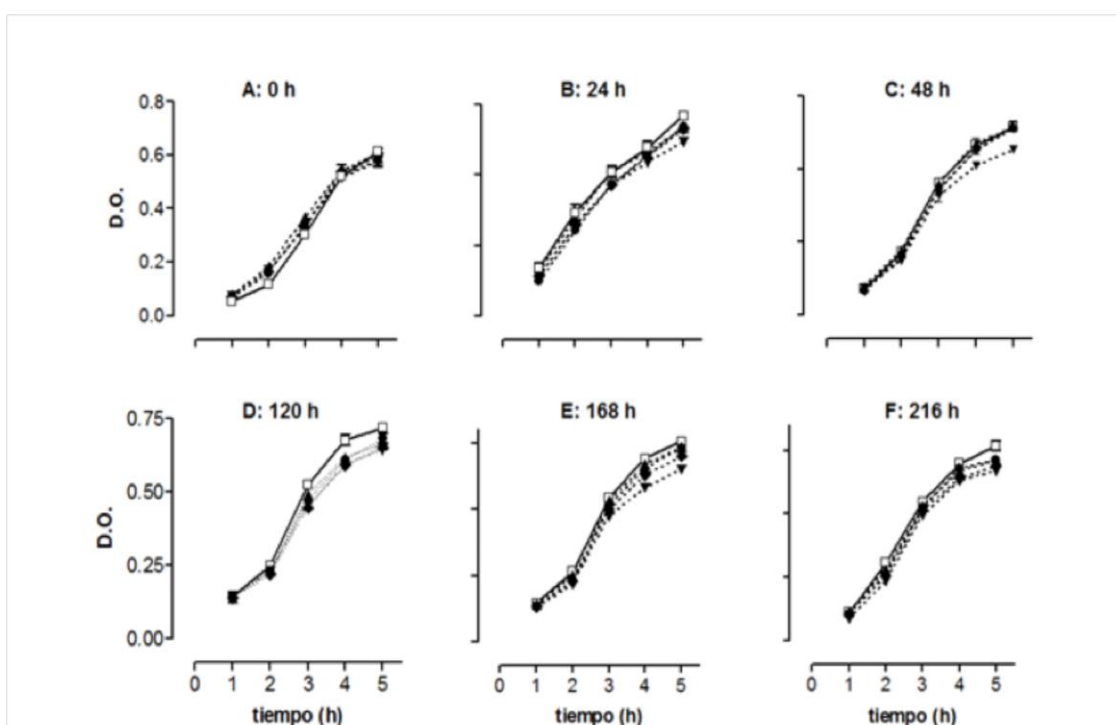 A: 0 h
B: 24 h
C: 48 h
0.8
0.6
0.4
0.2
0.0
D.O.
D: 120 h
E: 168 h
F: 216 h
0.75
0.50
0.25
0.00
D.O.
0 1 2 3 4 5
0 1 2 3 4 5
0 1 2 3 4 5
tiempo (h)
tiempo (h)
tiempo (h)